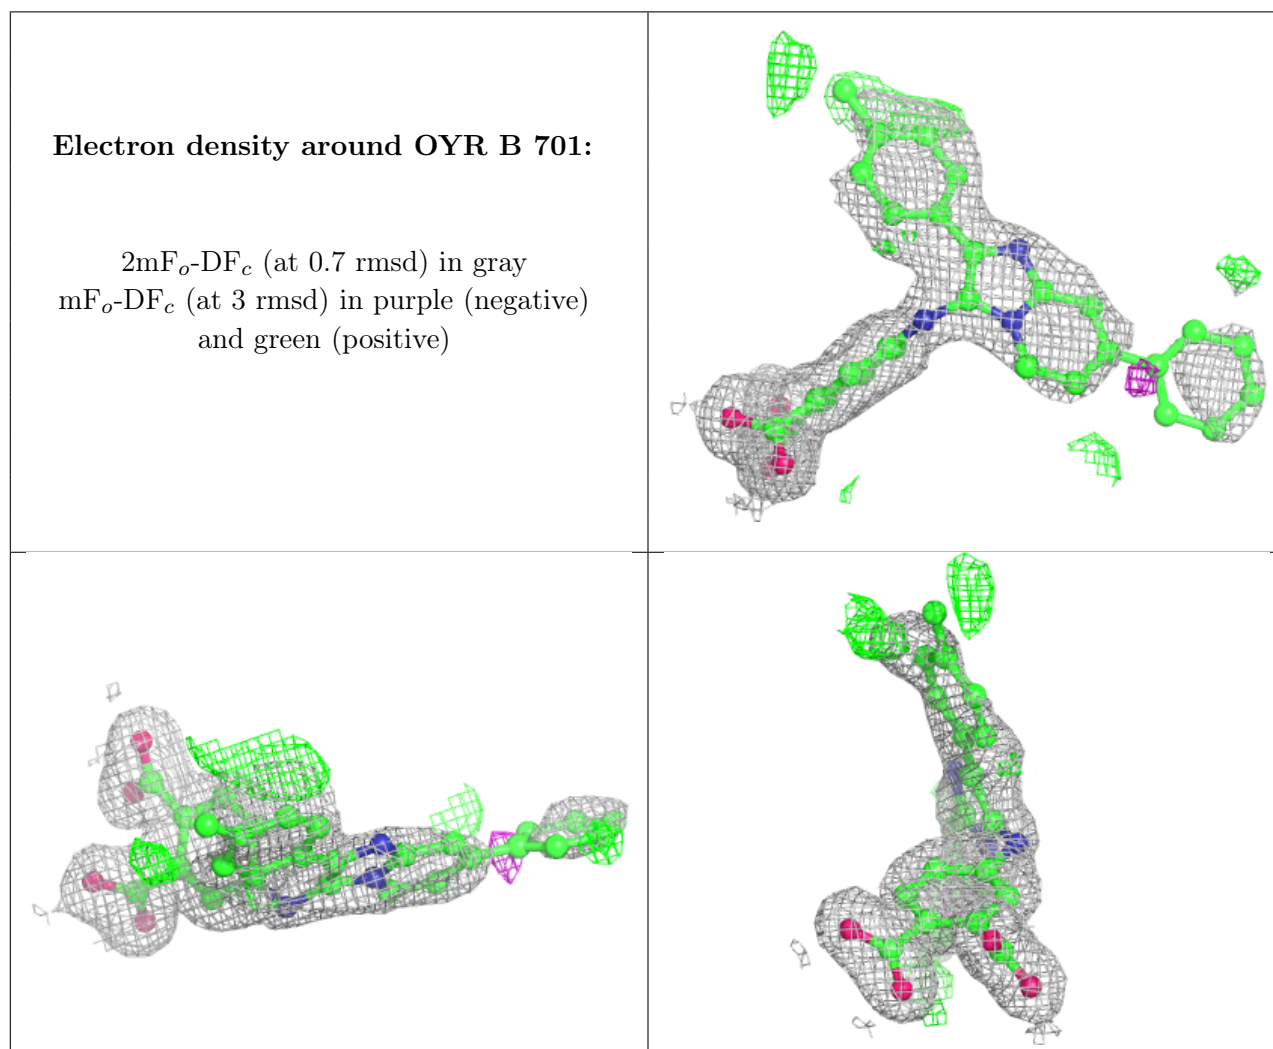 Electron density around OYR B 701:
2mFo-DFc (at 0.7 rmsd) in gray
mFo-DFc (at 3 rmsd) in purple (negative)
and green (positive)